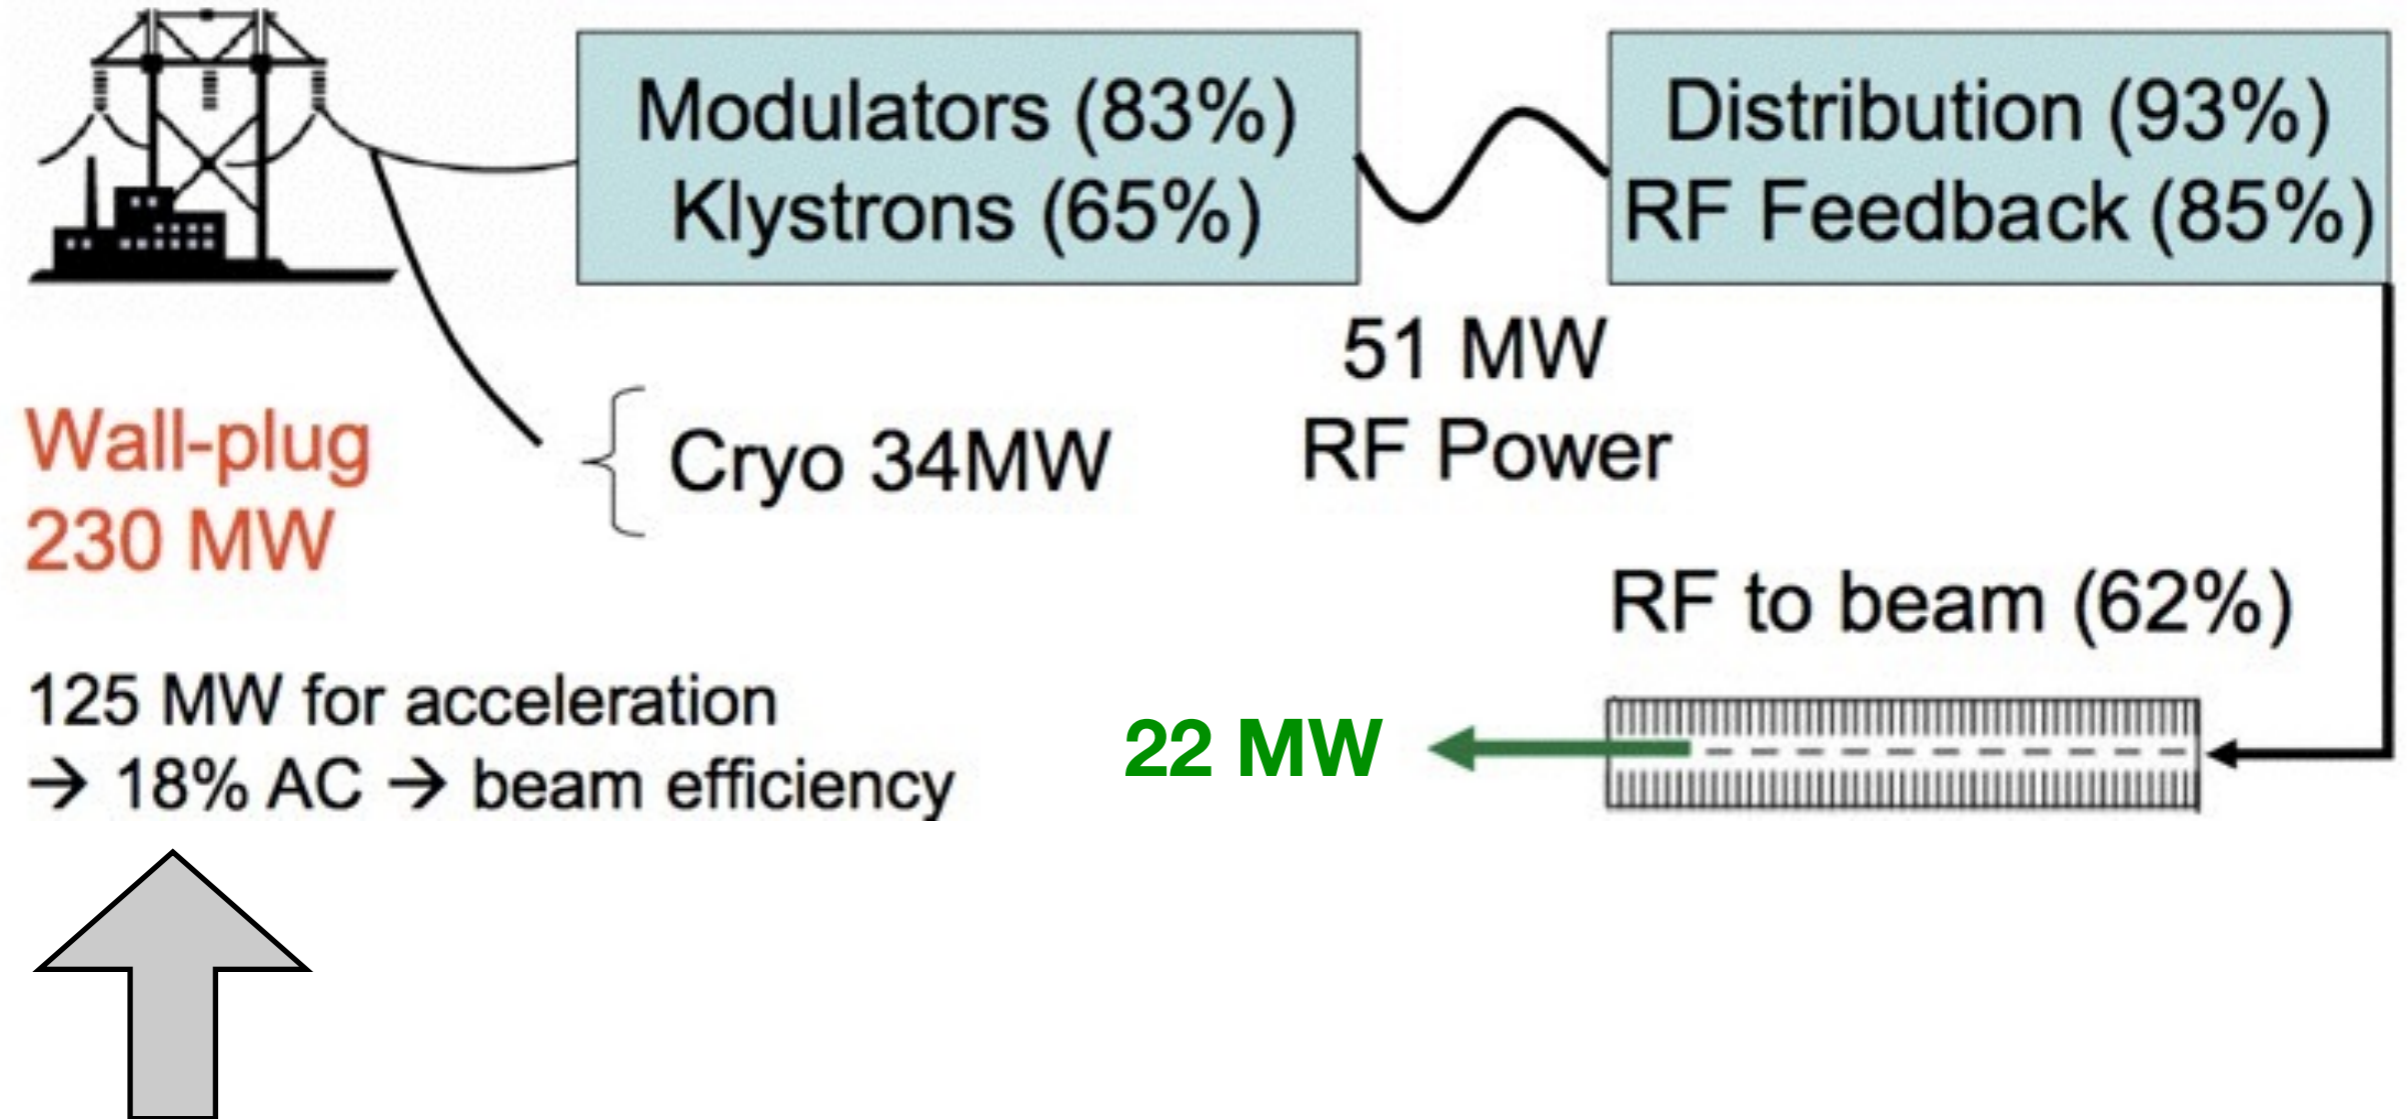 Modulators (83%)
Klystrons (65%)
Distribution (93%)
RF Feedback (85%)
51 MW
RF Power
Wall-plug
230 MW
Cryo 34MW
RF to beam (62%)
125 MW for acceleration
→ 18% AC → beam efficiency
22 MW